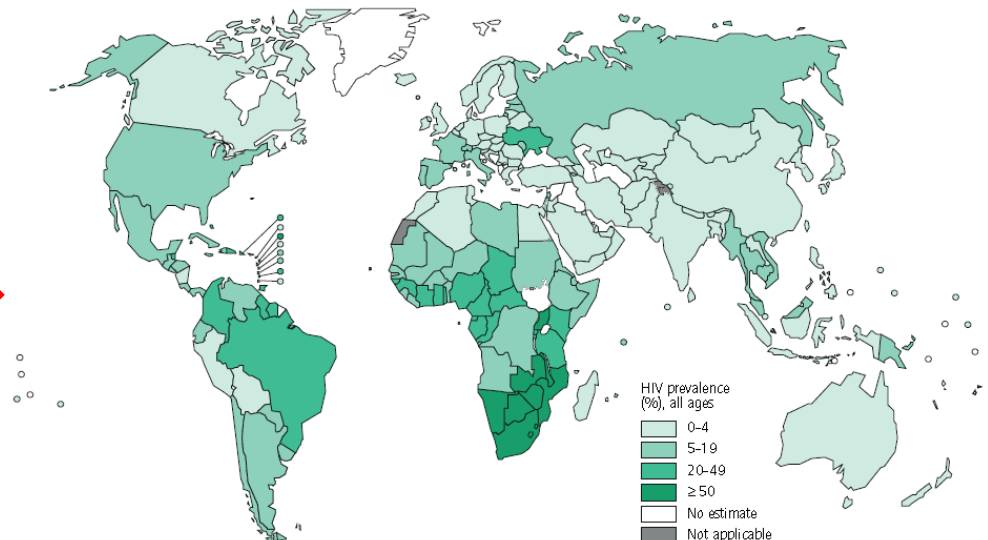 HIV prevalence
(%), all ages
0–4
5–19
20–49
≥ 50
No estimate
Not applicable